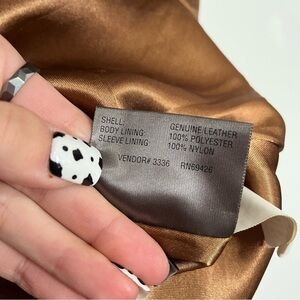 SHELL: GENUINE LEATHER
BODY LINING: 100% POLYESTER
SLEEVE LINING: 100% NYLON
VENDOR# 3336 RN69426